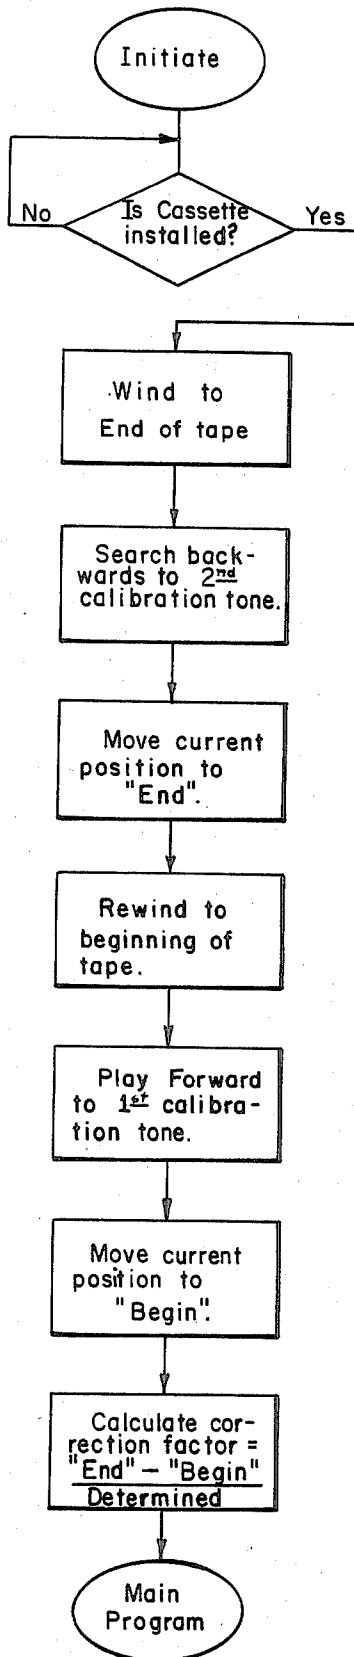 Initiate
Is Cassette
installed?
No
Yes
Wind to
End of tape
Search back-
wards to 2nd
calibration tone.
Move current
position to
"End".
Rewind to
beginning of
tape.
Play Forward
to 1st calibra-
tion tone.
Move current
position to
"Begin".
Calculate cor-
rection factor =
"End" – "Begin"
Determined
Main
Program